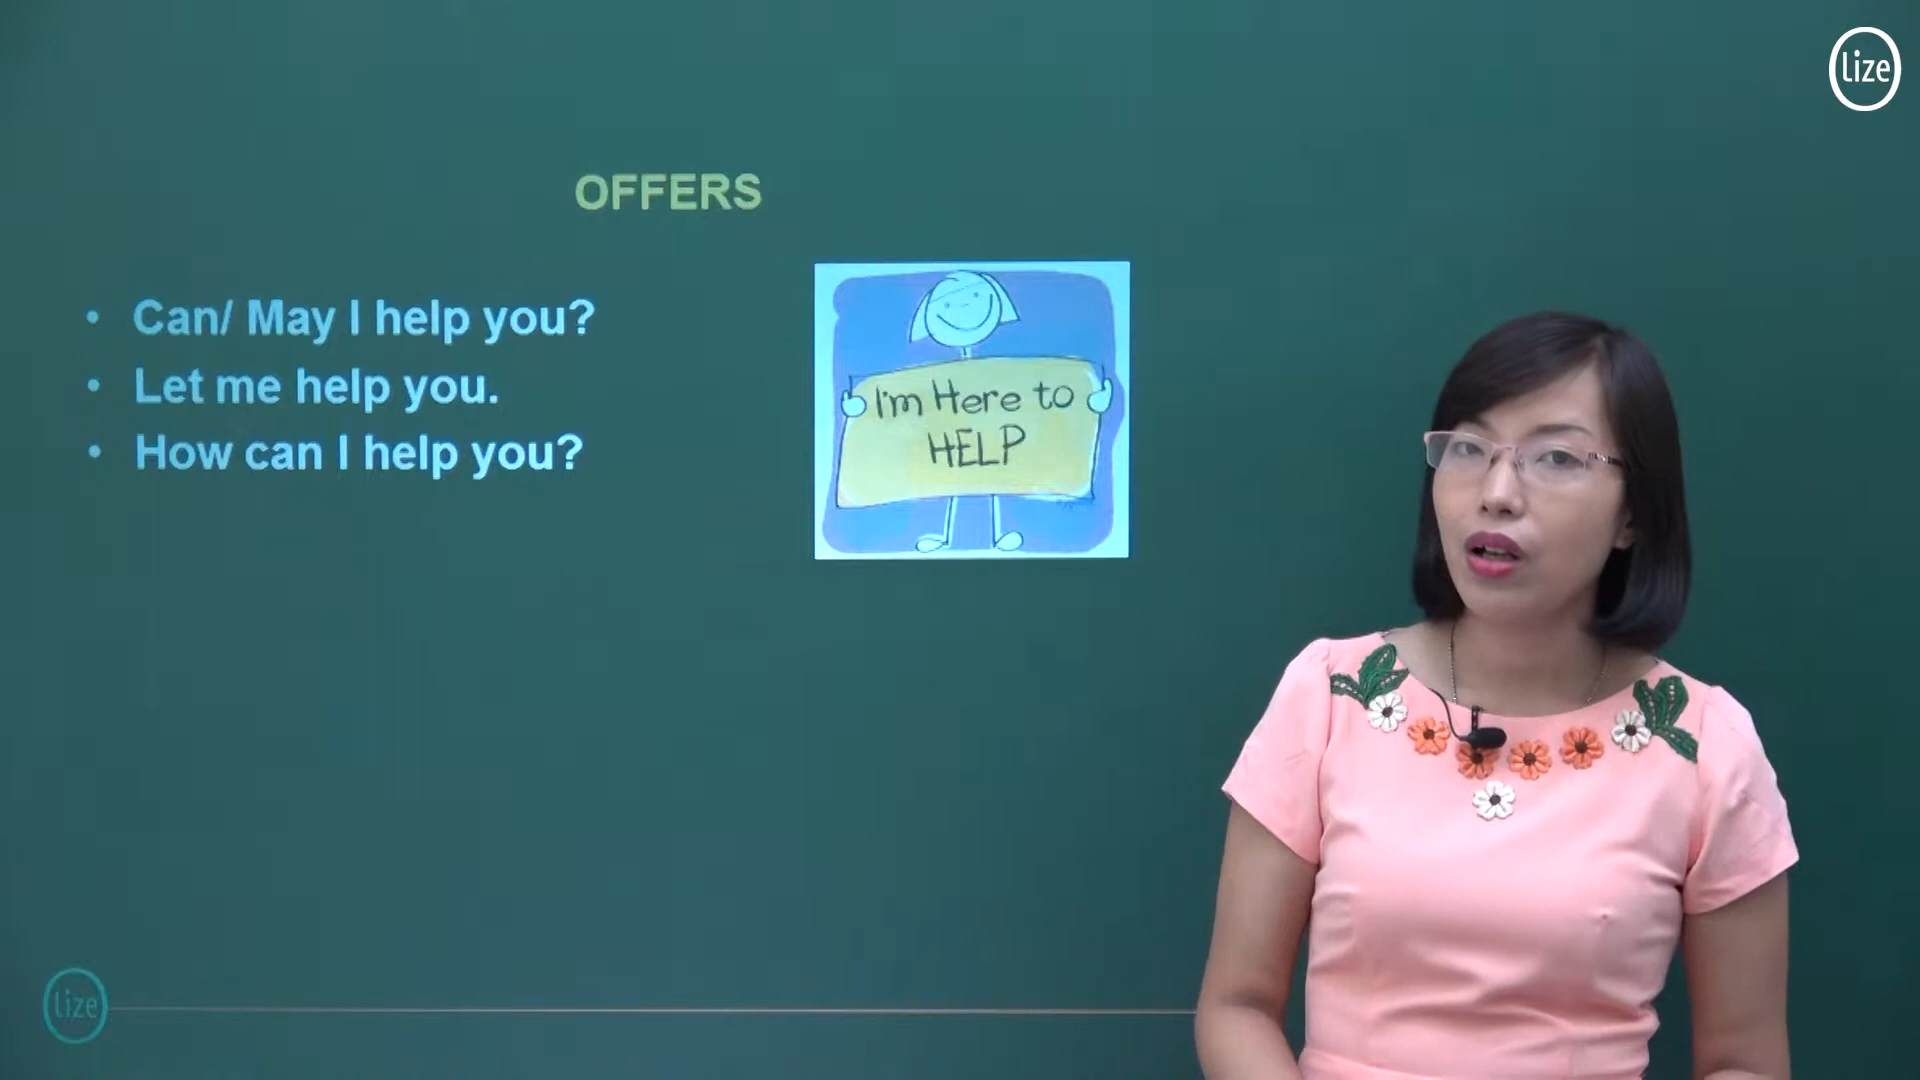 lize
OFFERS
• Can/ May I help you?
• Let me help you.
• How can I help you?
I'm Here to
HELP
lize